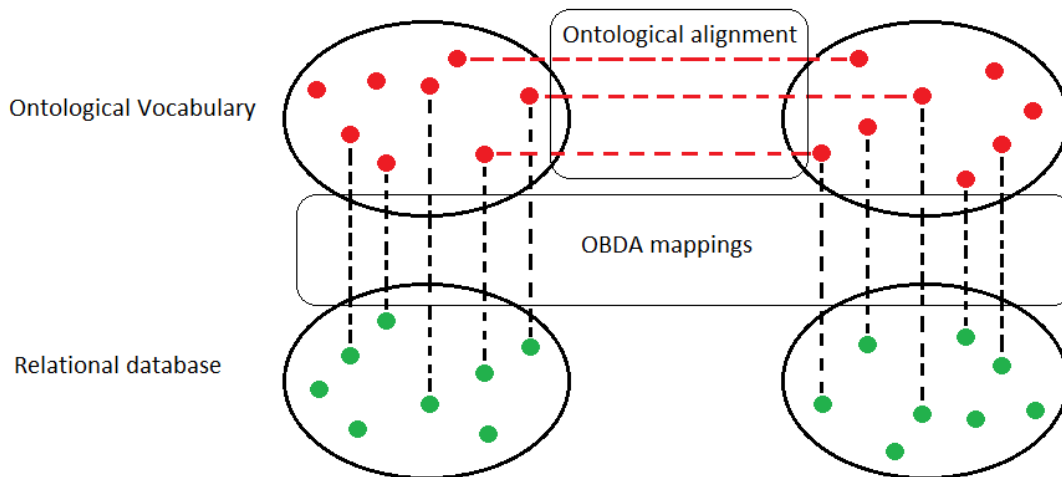 Ontological alignment
Ontological Vocabulary
OBDA mappings
Relational database